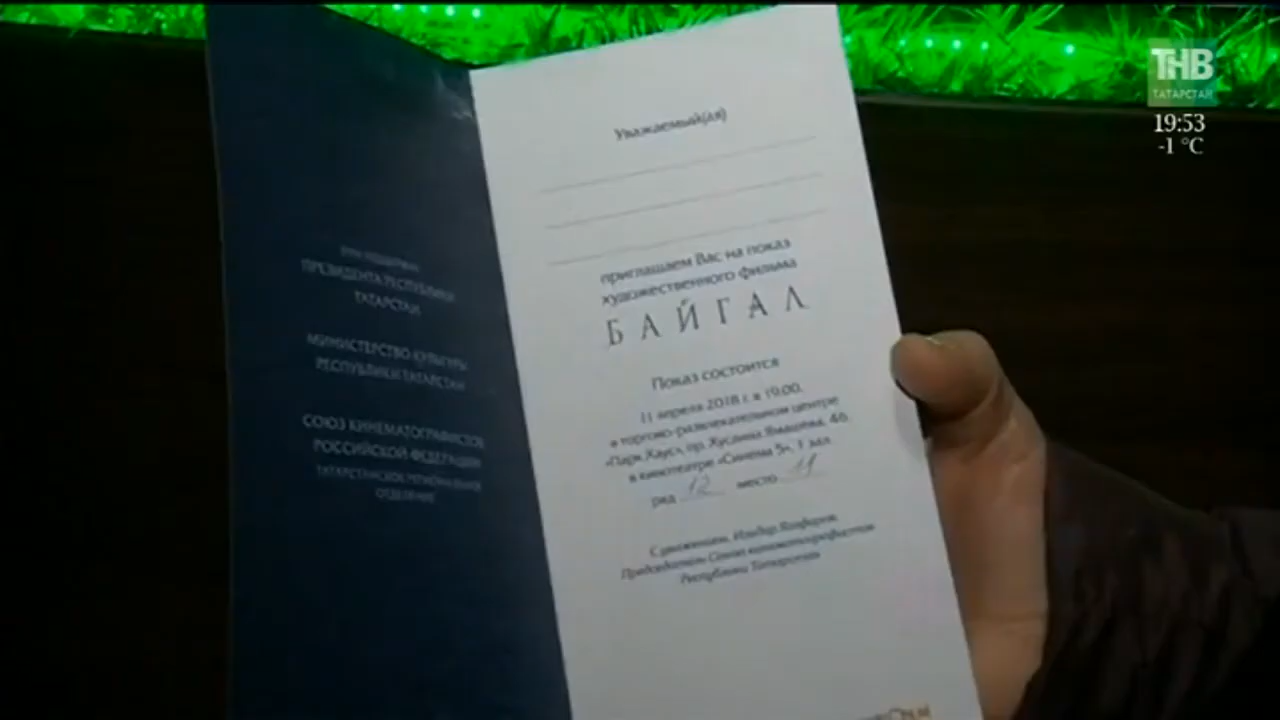 ПРИ ПОДДЕРЖКЕ
ПРЕЗИДЕНТА РЕСПУБЛИКИ
ТАТАРСТАН
МИНИСТЕРСТВО КУЛЬТУРЫ
РЕСПУБЛИКИ ТАТАРСТАН
СОЮЗ КИНЕМАТОГРАФИСТОВ
РОССИЙСКОЙ ФЕДЕРАЦИИ
ТАТАРСТАНСКОЕ РЕГИОНАЛЬНОЕ
ОТДЕЛЕНИЕ
Уважаемый(ая)
приглашаем Вас на показ
художественного фильма
БАЙГАЛ
Показ состоится
11 апреля 2018 г. в 19.00.
в торгово-развлекательном центре
«Парк Хаус», пр. Хусаина Ямашева, 46
в кинотеатре «Синема 5», 1 зал
ряд 12 место 11
С уважением, Ильдар Ягафаров
Председатель Союза кинематографистов
Республики Татарстан
ТНВ
ТАТАРСТАН
19:53
-1 °C